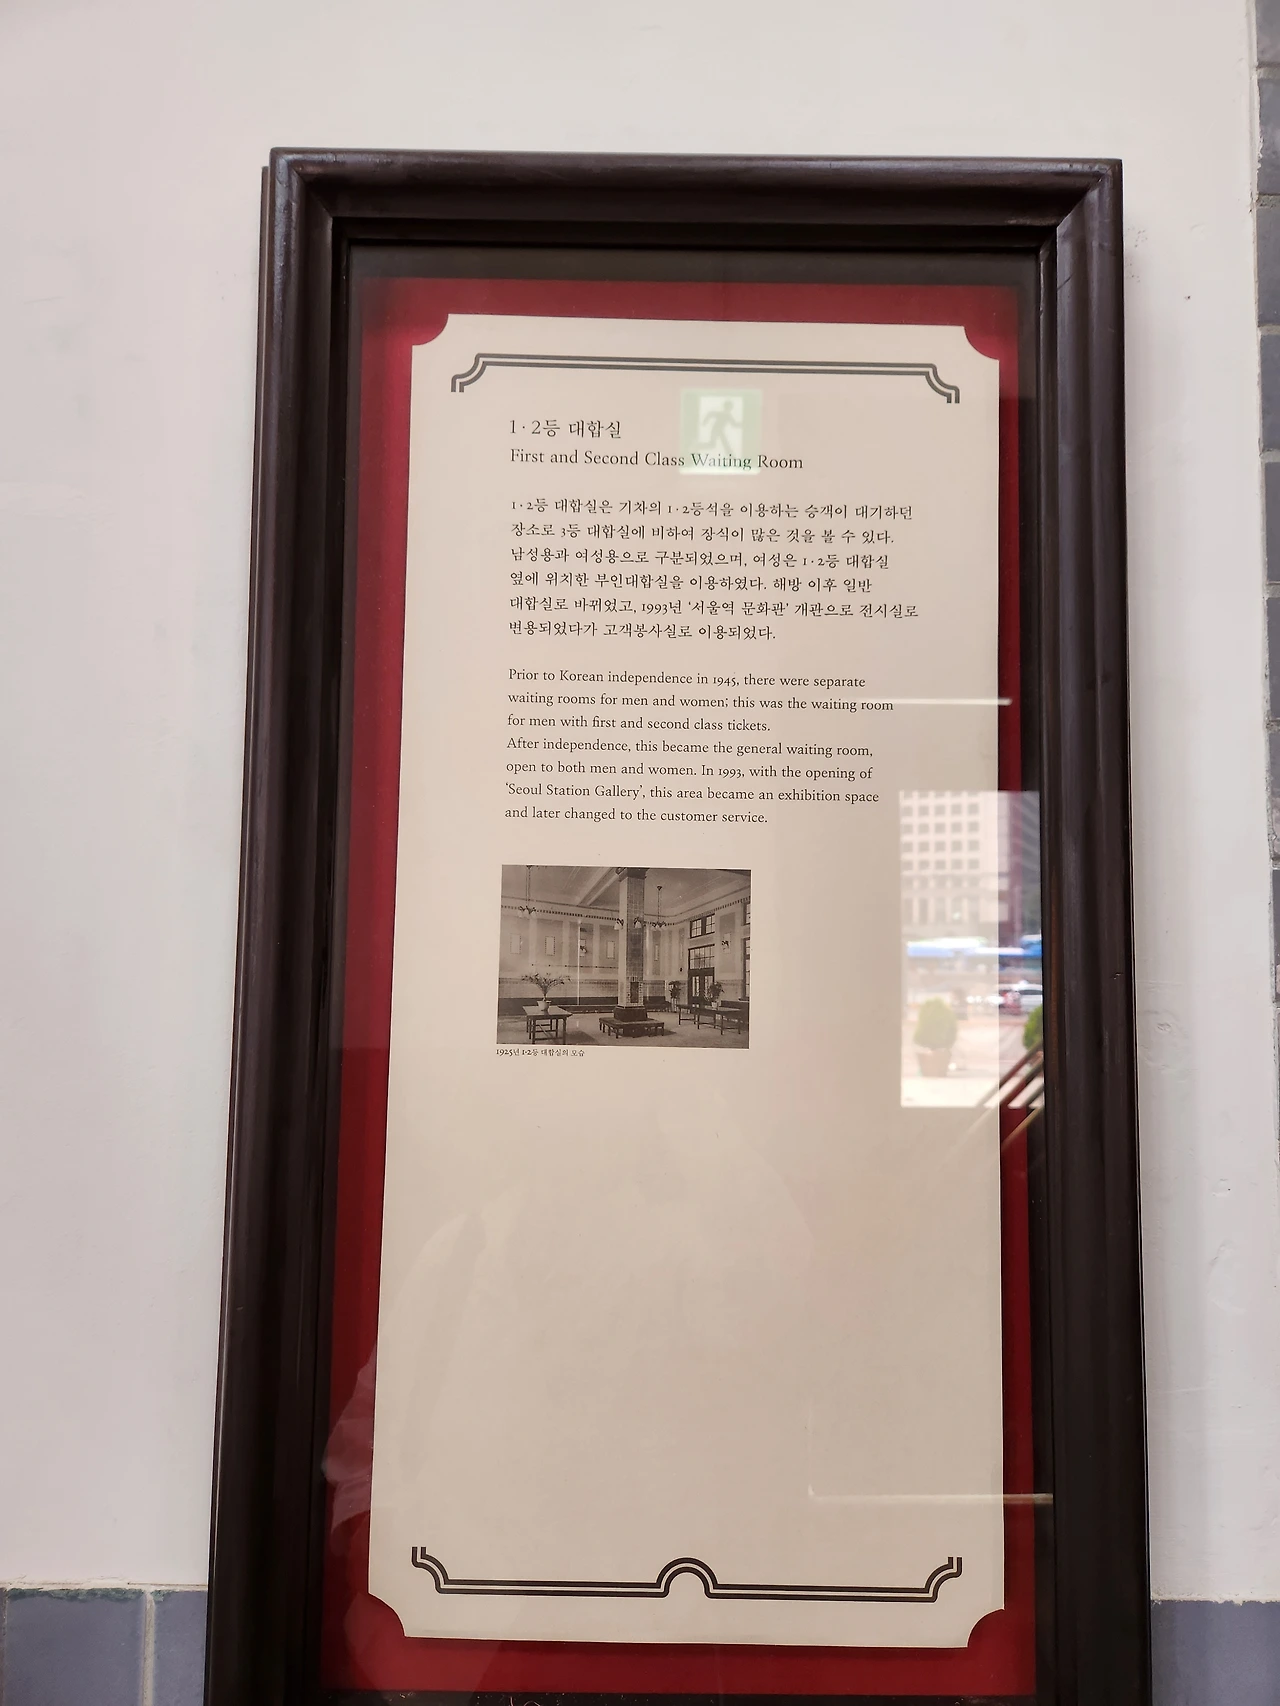 1·2등 대합실
First and Second Class Waiting Room
1·2등 대합실은 기차의 1·2등석을 이용하는 승객이 대기하던
장소로 3등 대합실에 비하여 장식이 많은 것을 볼 수 있다.
남성용과 여성용으로 구분되었으며, 여성은 1·2등 대합실
옆에 위치한 부인대합실을 이용하였다. 해방 이후 일반
대합실로 바뀌었고, 1993년 ‘서울역 문화관’ 개관으로 전시실로
변용되었다가 고객봉사실로 이용되었다.
Prior to Korean independence in 1945, there were separate
waiting rooms for men and women; this was the waiting room
for men with first and second class tickets.
After independence, this became the general waiting room,
open to both men and women. In 1993, with the opening of
‘Seoul Station Gallery’, this area became an exhibition space
and later changed to the customer service.
1925년 1·2등 대합실의 모습